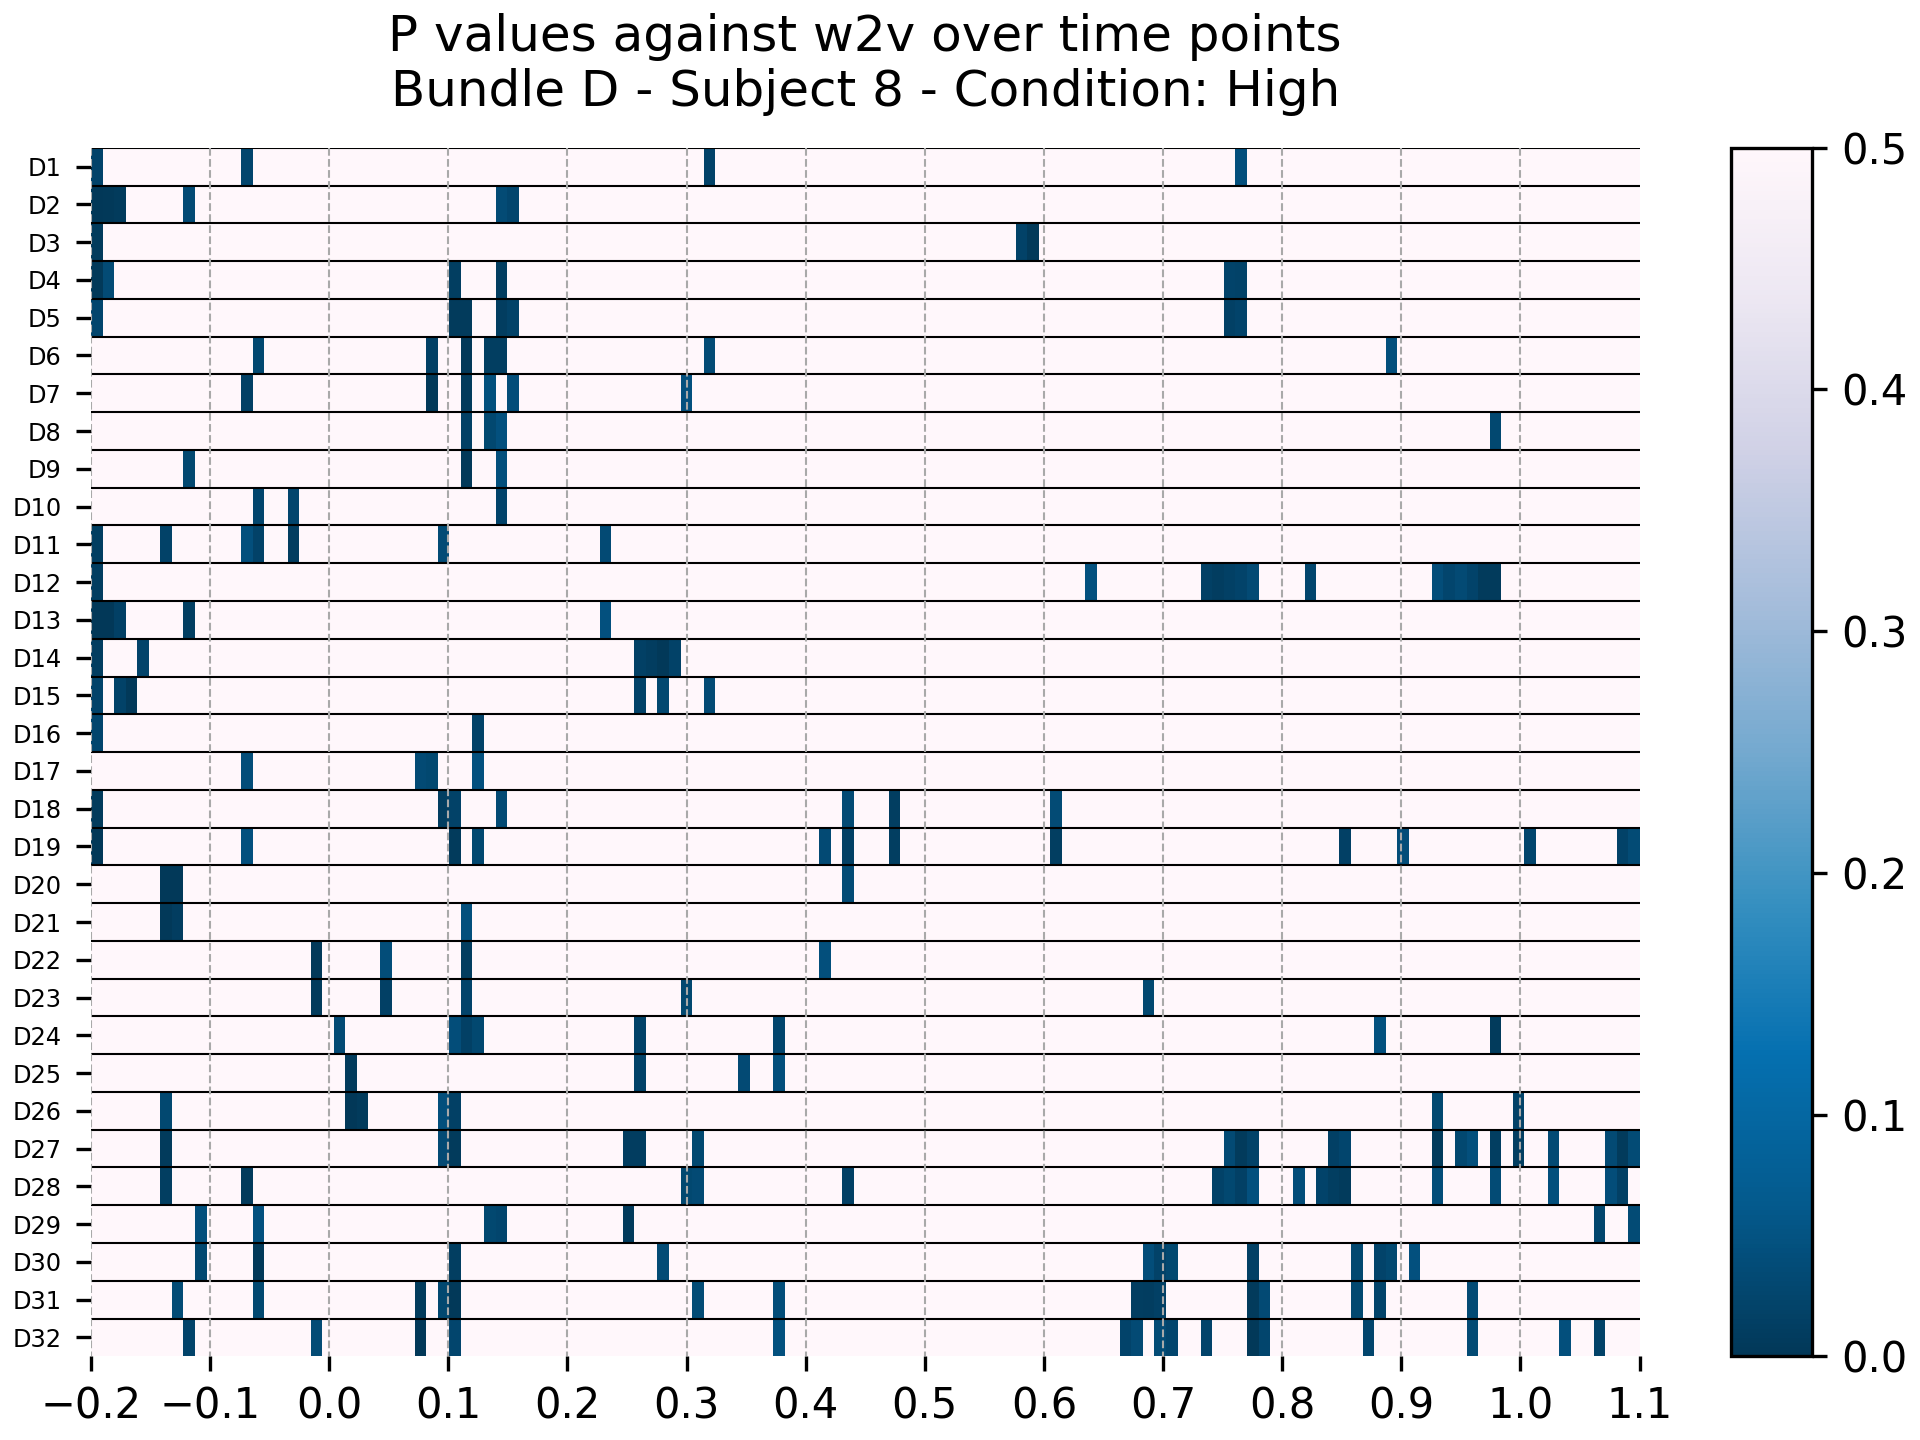 P values against w2v over time points
Bundle D - Subject 8 - Condition: High
D1
D2
D3
D4
D5
D6
D7
D8
D9
D10
D11
D12
D13
D14
D15
D16
D17
D18
D19
D20
D21
D22
D23
D24
D25
D26
D27
D28
D29
D30
D31
D32
−0.2 −0.1 0.0 0.1 0.2 0.3 0.4 0.5 0.6 0.7 0.8 0.9 1.0 1.1
0.5
0.4
0.3
0.2
0.1
0.0